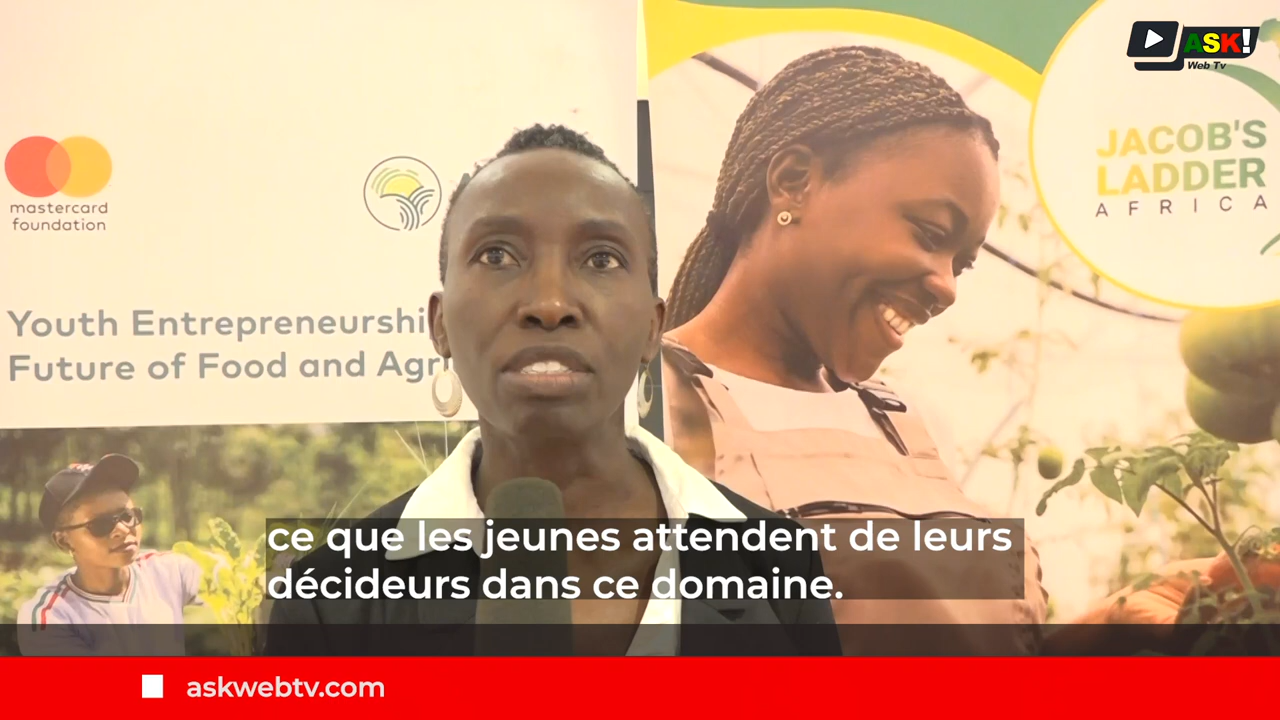 ASK!
Web Tv
mastercard
foundation
JACOB'S
LADDER
AFRICA
Youth Entrepreneurshi
Future of Food and Agr
ce que les jeunes attendent de leurs
décideurs dans ce domaine.
askwebtv.com